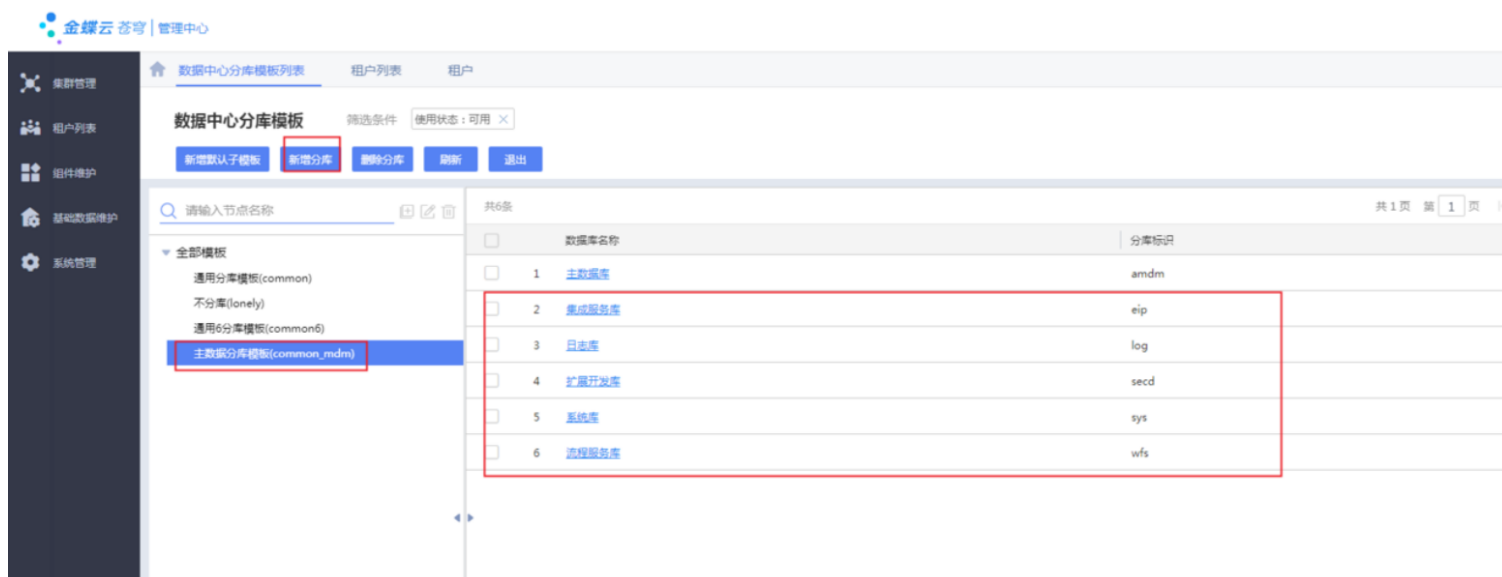 金蝶云 苍穹 | 管理中心
集群管理
租户列表
组件维护
基础数据维护
系统管理
数据中心分库模板列表 租户列表 租户
数据中心分库模板 筛选条件 使用状态：可用 ×
新增默认子模板 新增分库 删除分库 刷新 退出
请输入节点名称
全部模板
通用分库模板(common)
不分库(lonely)
通用6分库模板(common6)
主数据分库模板(common_mdm)
共6条 共1页 第 1 页
数据库名称 分库标识
1 主数据库 amdm
2 集成服务库 eip
3 日志库 log
4 扩展开发库 secd
5 系统库 sys
6 流程服务库 wfs